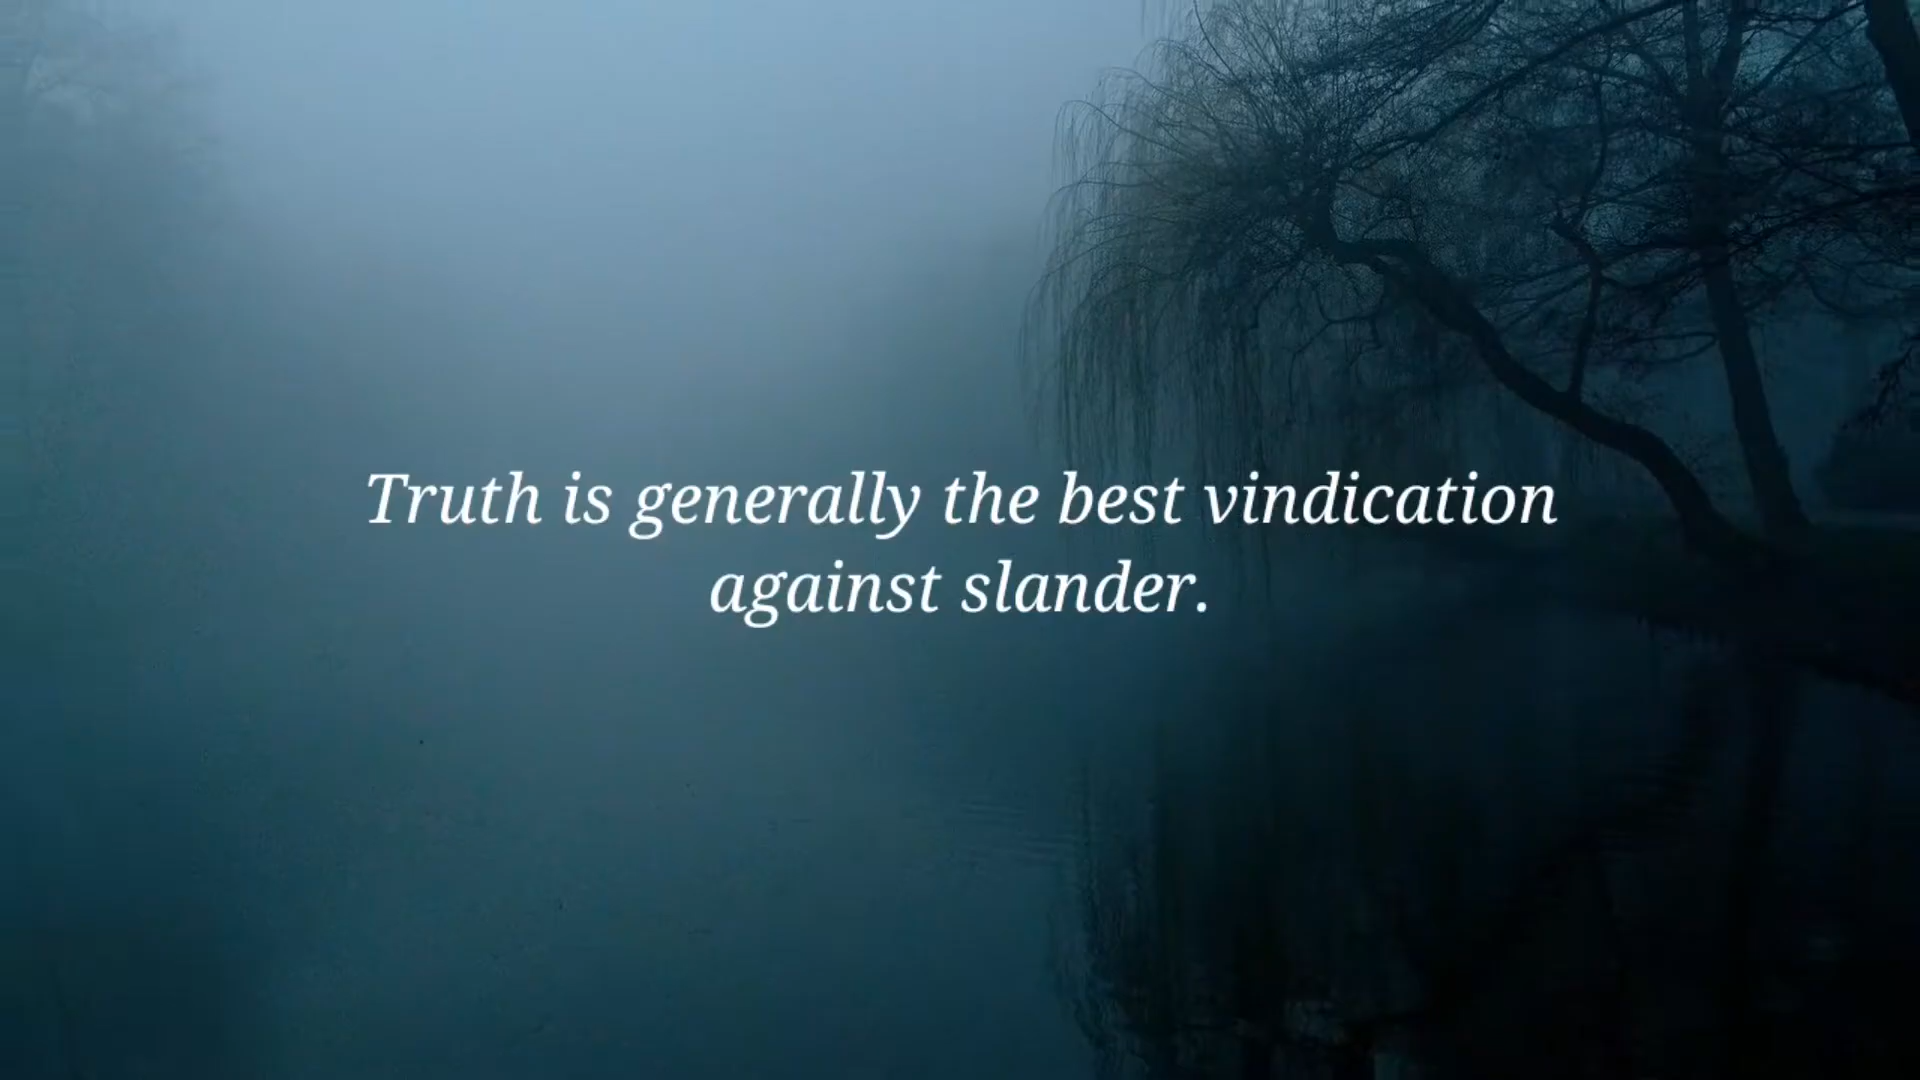 Truth is generally the best vindication
against slander.